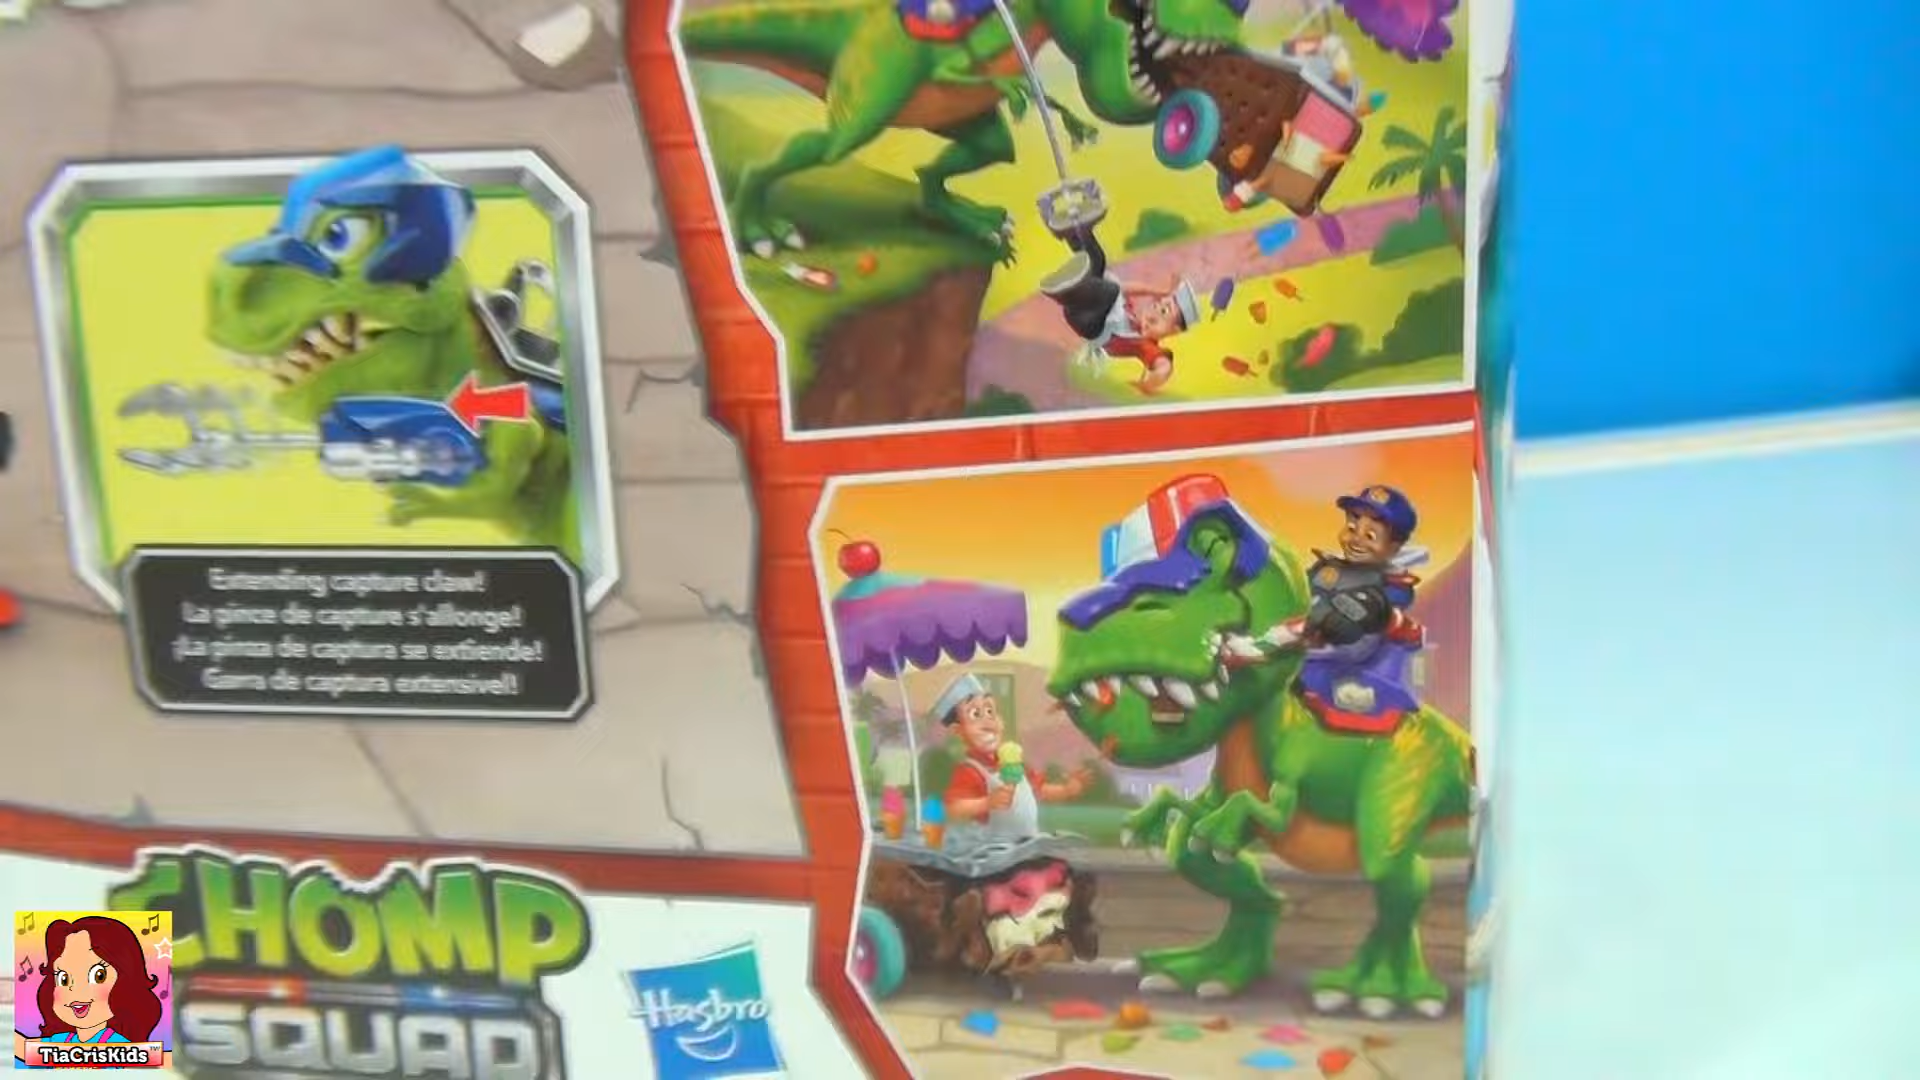 Extending capture claw!
La pince de capture s'allonge!
¡La pinza de captura se extiende!
Garra de captura extensível!
CHOMP
SQUAD
Hasbro
TiaCrisKids